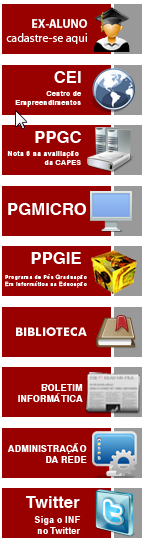 EX-ALUNO
cadastre-se aqui
CEI
Centro de
Empreedimentos
PPGC
Nota 6 na avaliação
da CAPES
PGMICRO
PPGIE
Programa de Pós Graduação
Em Informática na Educação
BIBLIOTECA
BOLETIM
INFORMÁTICA
ADMINISTRAÇÃO
DA REDE
Twitter
Siga o INF
no Twitter